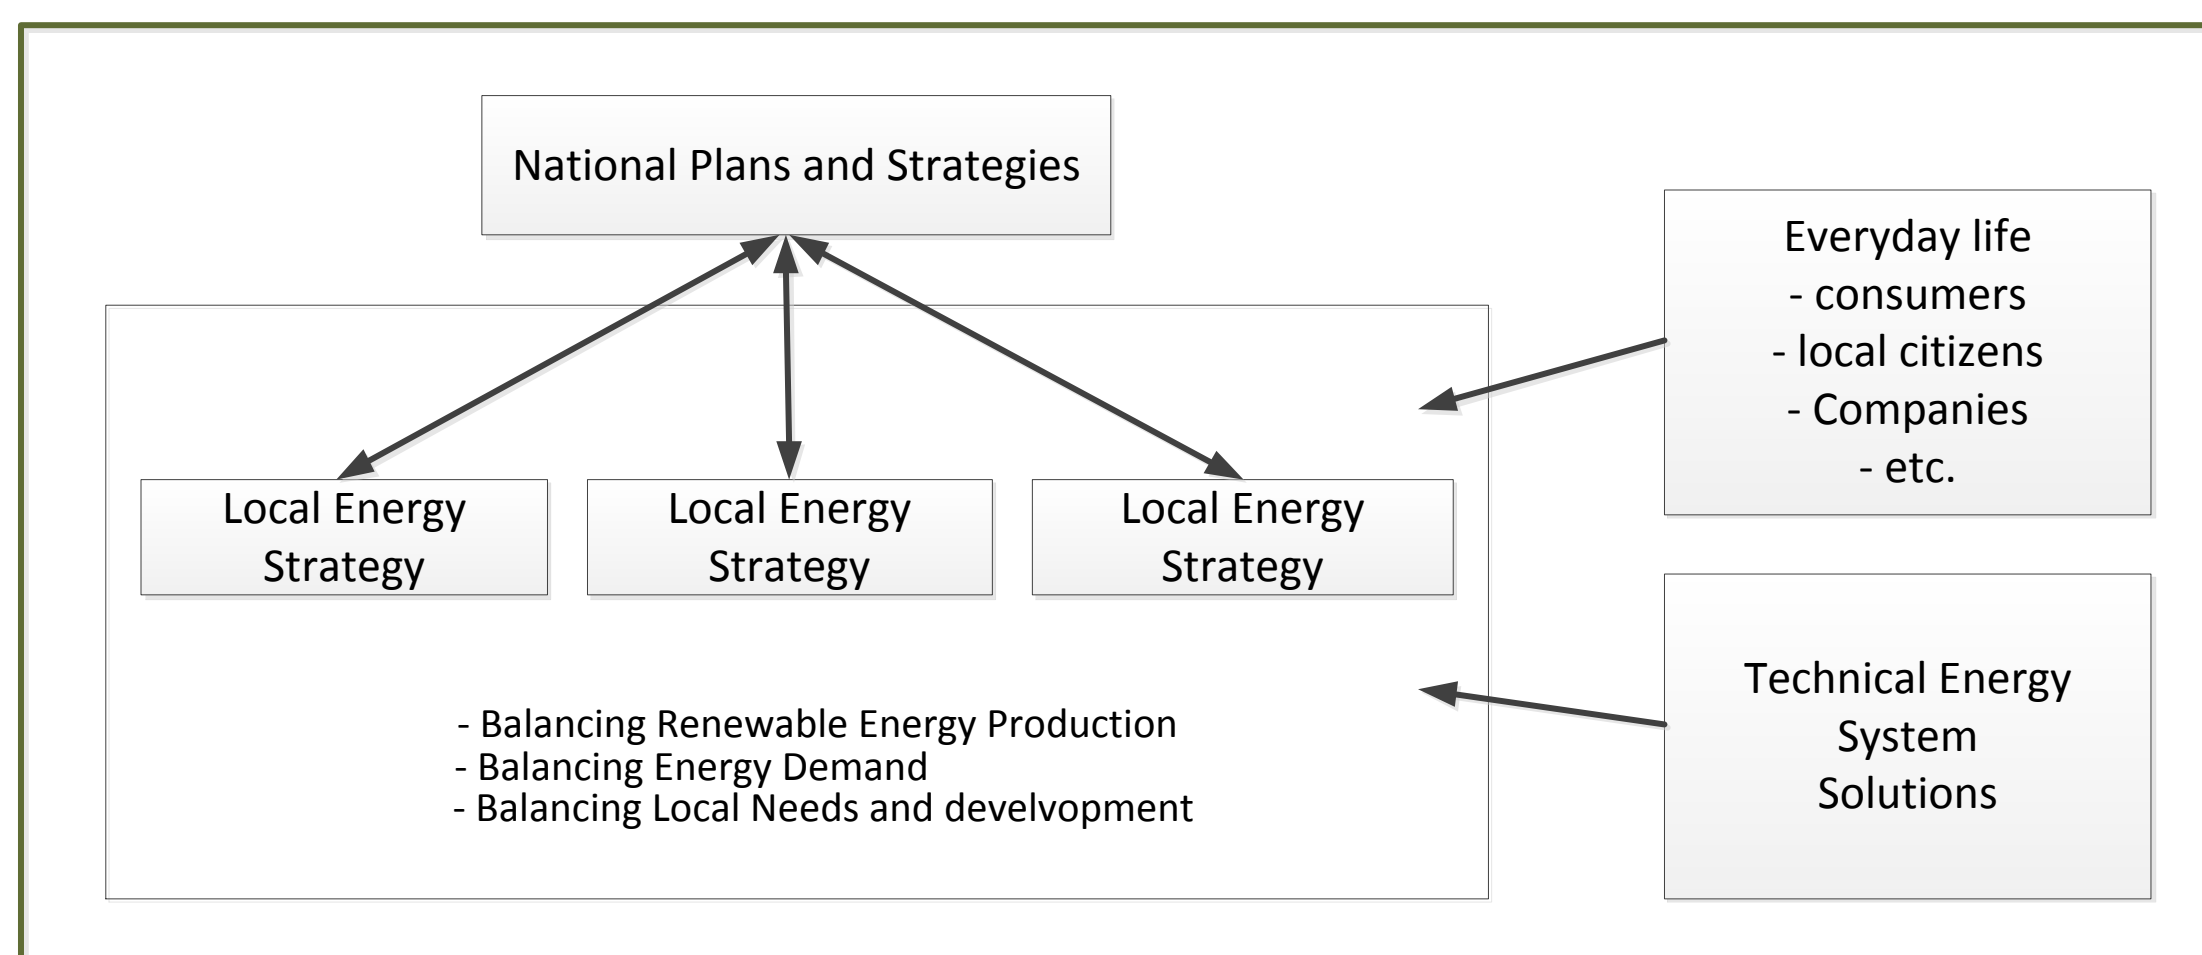 National Plans and Strategies
Everyday life
- consumers
- local citizens
- Companies
- etc.
Local Energy
Strategy
Local Energy
Strategy
Local Energy
Strategy
Technical Energy
System
Solutions
- Balancing Renewable Energy Production
- Balancing Energy Demand
- Balancing Local Needs and develvopment